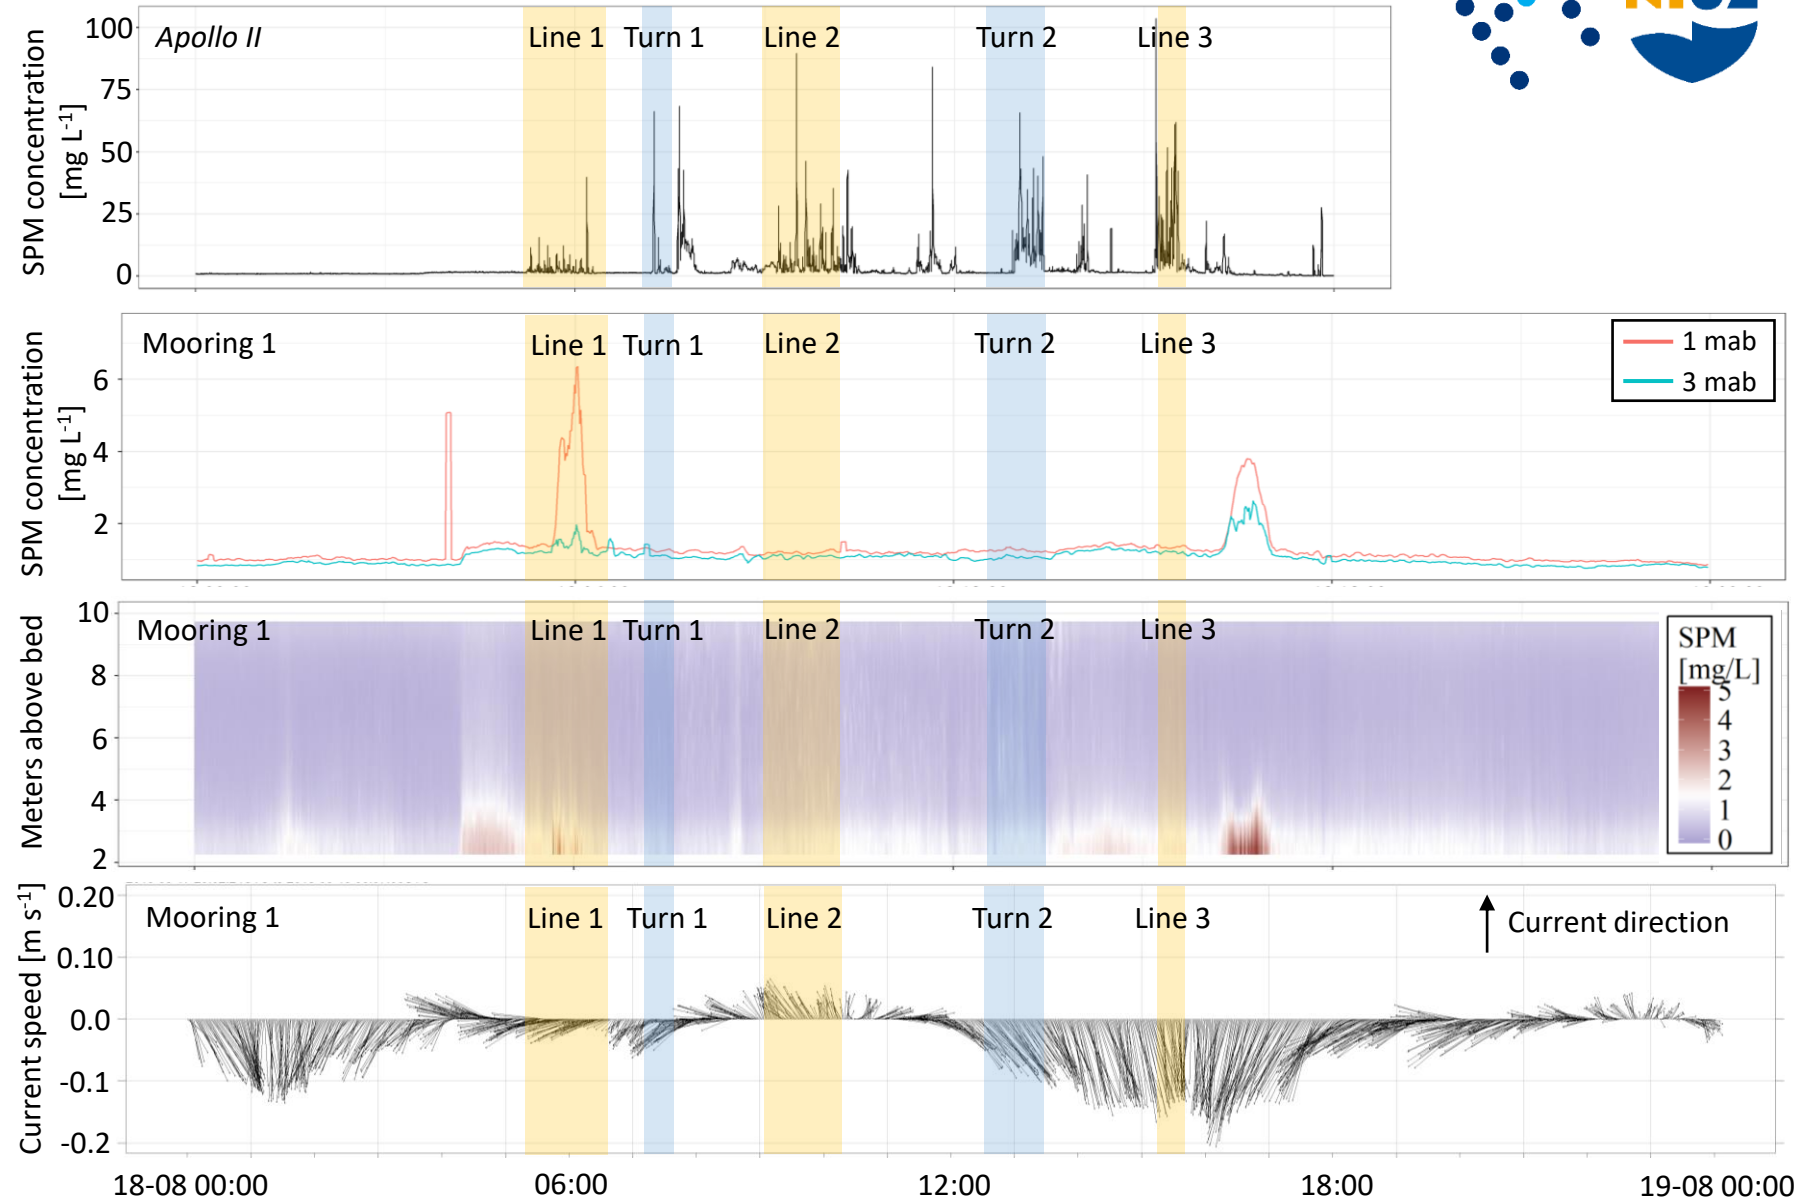 Apollo II
Line 1
Turn 1
Line 2
Turn 2
Line 3
SPM concentration
[mg L-1]
100
75
50
25
0
Mooring 1
Line 1
Turn 1
Line 2
Turn 2
Line 3
1 mab
3 mab
SPM concentration
[mg L-1]
6
4
2
Mooring 1
Line 1
Turn 1
Line 2
Turn 2
Line 3
SPM
[mg/L]
5
4
3
2
1
0
Meters above bed
10
8
6
4
2
Mooring 1
Line 1
Turn 1
Line 2
Turn 2
Line 3
Current direction
Current speed [m s-1]
0.20
0.10
0.0
-0.1
-0.2
18-08 00:00
06:00
12:00
18:00
19-08 00:00